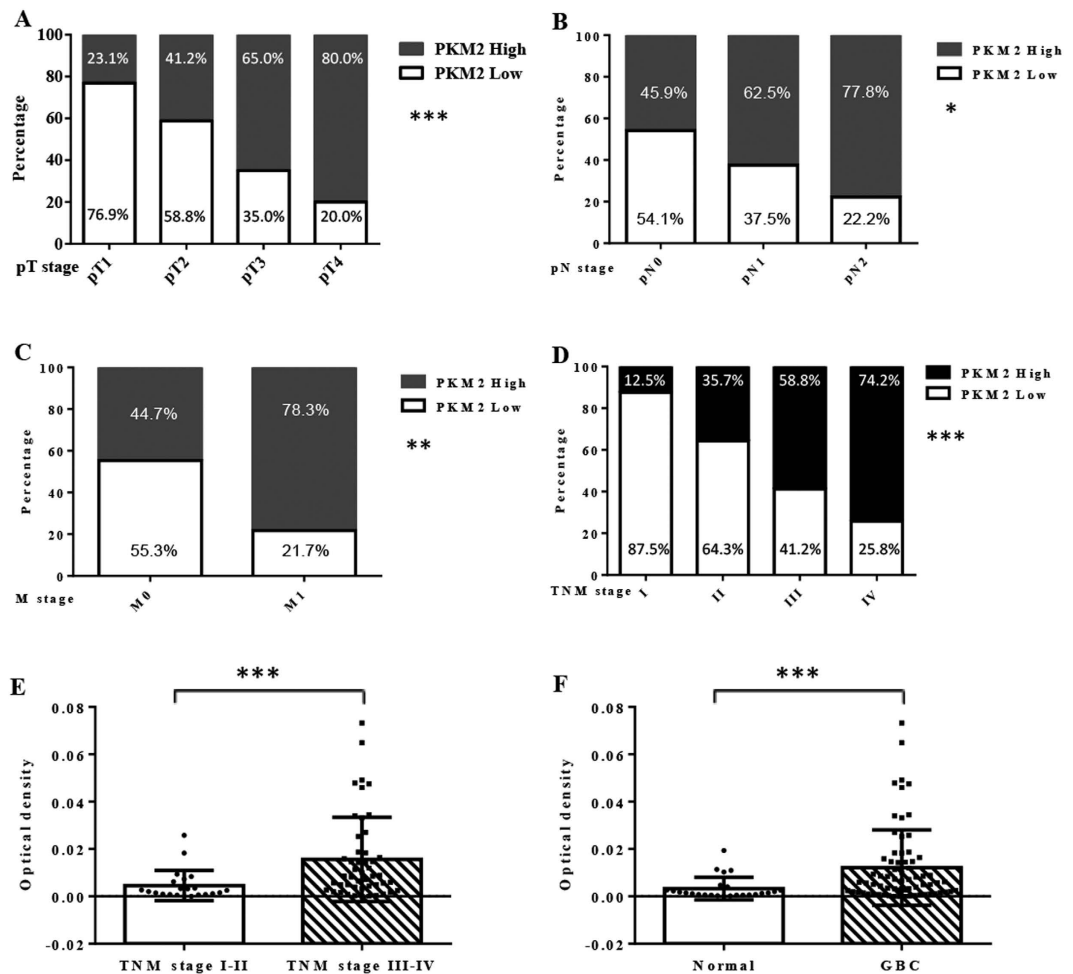 A
100
80
60
40
20
0
Percentage
23.1%
41.2%
65.0%
80.0%
76.9%
58.8%
35.0%
20.0%
pT stage
pT1
pT2
pT3
pT4
PKM2 High
PKM2 Low
***
B
100
80
60
40
20
0
Percentage
45.9%
62.5%
77.8%
54.1%
37.5%
22.2%
pN stage
pN0
pN1
pN2
PKM2 High
PKM2 Low
*
C
100
80
60
40
20
0
Percentage
44.7%
78.3%
55.3%
21.7%
M stage
M0
M1
PKM2 High
PKM2 Low
**
D
100
80
60
40
20
0
Percentage
12.5%
35.7%
58.8%
74.2%
87.5%
64.3%
41.2%
25.8%
TNM stage
I
II
III
IV
PKM2 High
PKM2 Low
***
E
***
0.08
0.06
0.04
0.02
0.00
-0.02
Optical density
TNM stage I-II
TNM stage III-IV
F
***
0.08
0.06
0.04
0.02
0.00
-0.02
Optical density
Normal
GBC